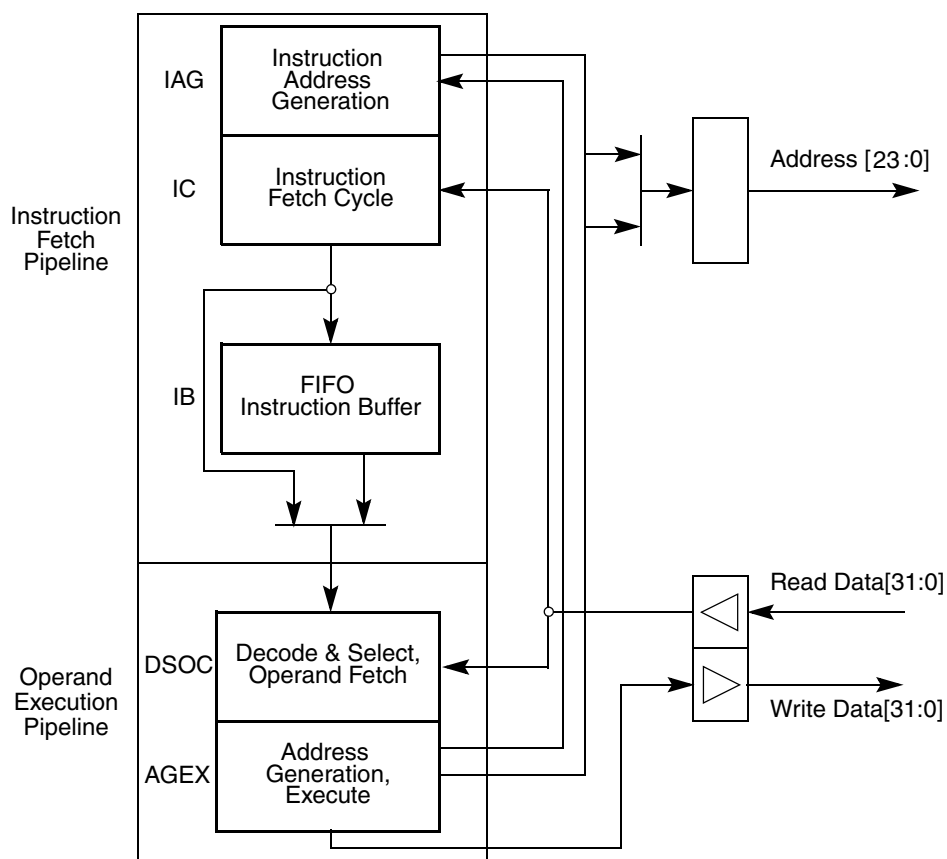 Instruction
Address
Generation
IAG
IC
Instruction
Fetch Cycle
Address [23:0]
Instruction
Fetch
Pipeline
IB
FIFO
Instruction Buffer
Read Data[31:0]
DSOC
Decode & Select,
Operand Fetch
Operand
Execution
Pipeline
Write Data[31:0]
AGEX
Address
Generation,
Execute